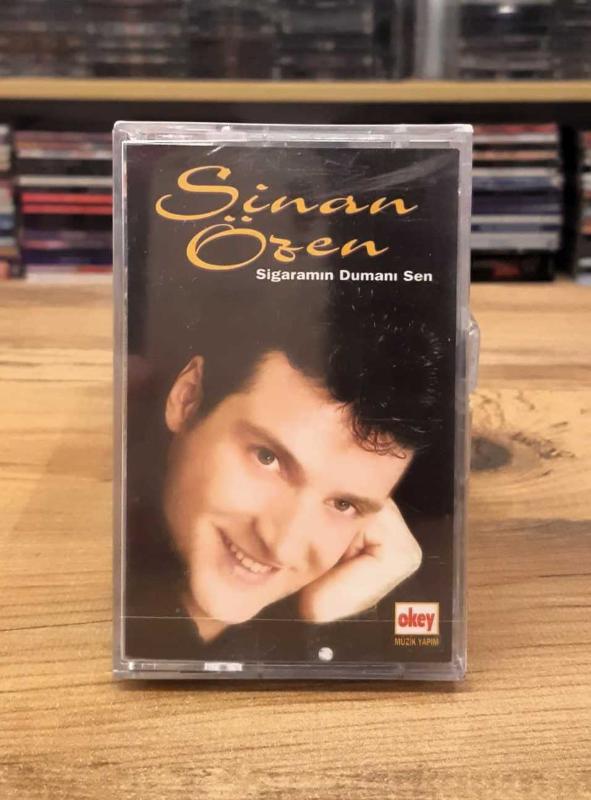 Sinan
Özen
Sigaramın Dumanı Sen
okey
MÜZİK YAPIM